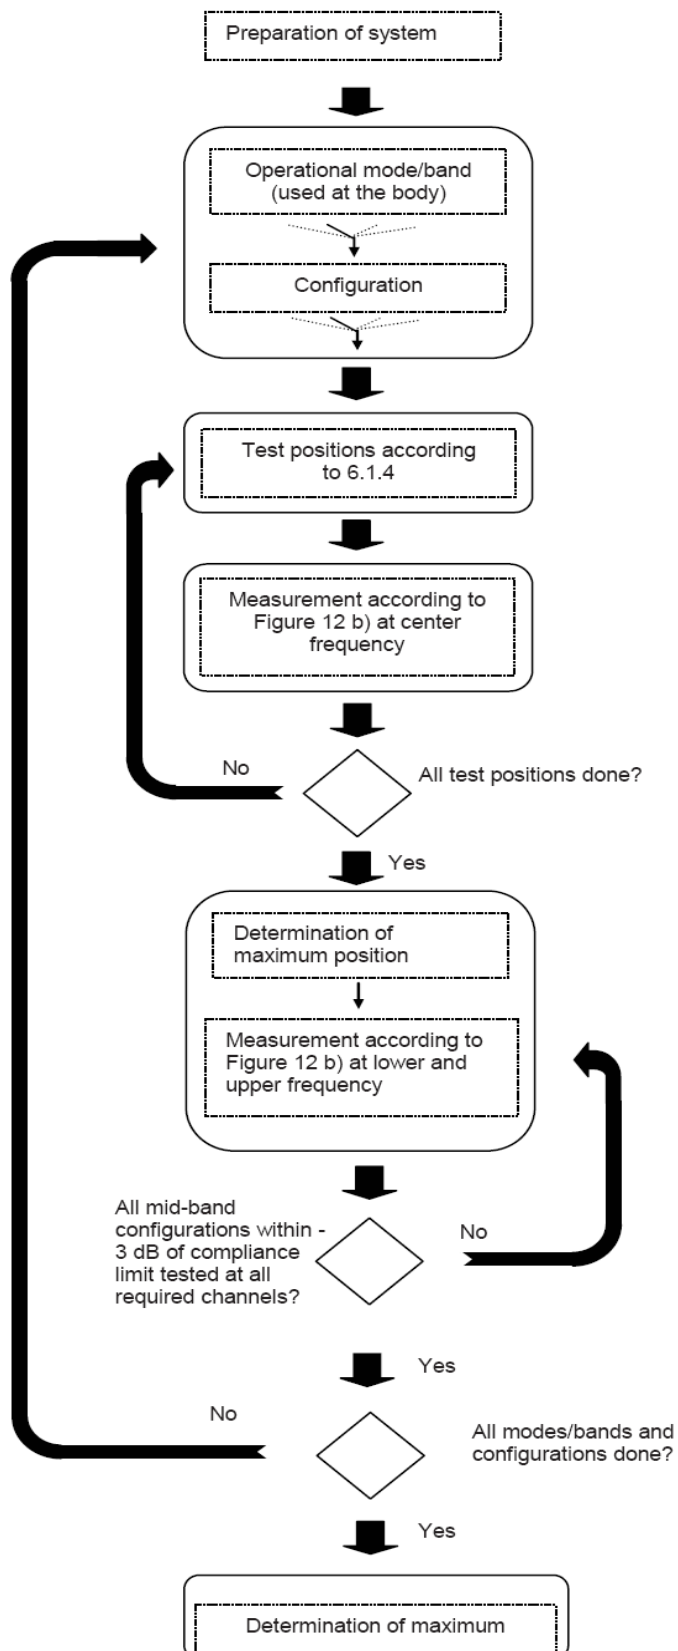 Preparation of system
Operational mode/band
(used at the body)
Configuration
Test positions according
to 6.1.4
Measurement according to
Figure 12 b) at center
frequency
No
All test positions done?
Yes
Determination of
maximum position
Measurement according to
Figure 12 b) at lower and
upper frequency
All mid-band
configurations within -
3 dB of compliance
limit tested at all
required channels?
No
Yes
No
All modes/bands and
configurations done?
Yes
Determination of maximum